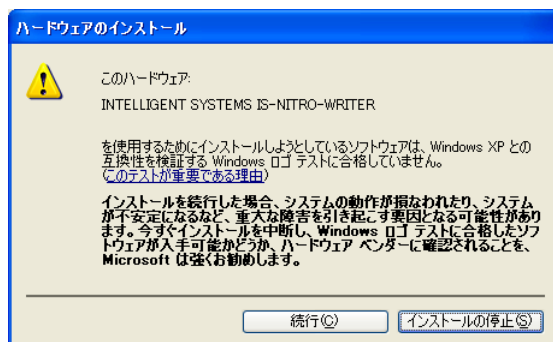 ハードウェアのインストール
このハードウェア:
INTELLIGENT SYSTEMS IS-NITRO-WRITER
を使用するためにインストールしようとしているソフトウェアは、Windows XP との
互換性を検証する Windows ロゴ テストに合格していません。
(このテストが重要である理由)
インストールを続行した場合、システムの動作が損なわれたり、システム
が不安定になるなど、重大な障害を引き起こす要因となる可能性があり
ます。今すぐインストールを中断し、Windows ロゴ テストに合格したソフ
トウェアが入手可能かどうか、ハードウェア ベンダーに確認されることを、
Microsoft は強くお勧めします。
続行(C)
インストールの停止(S)